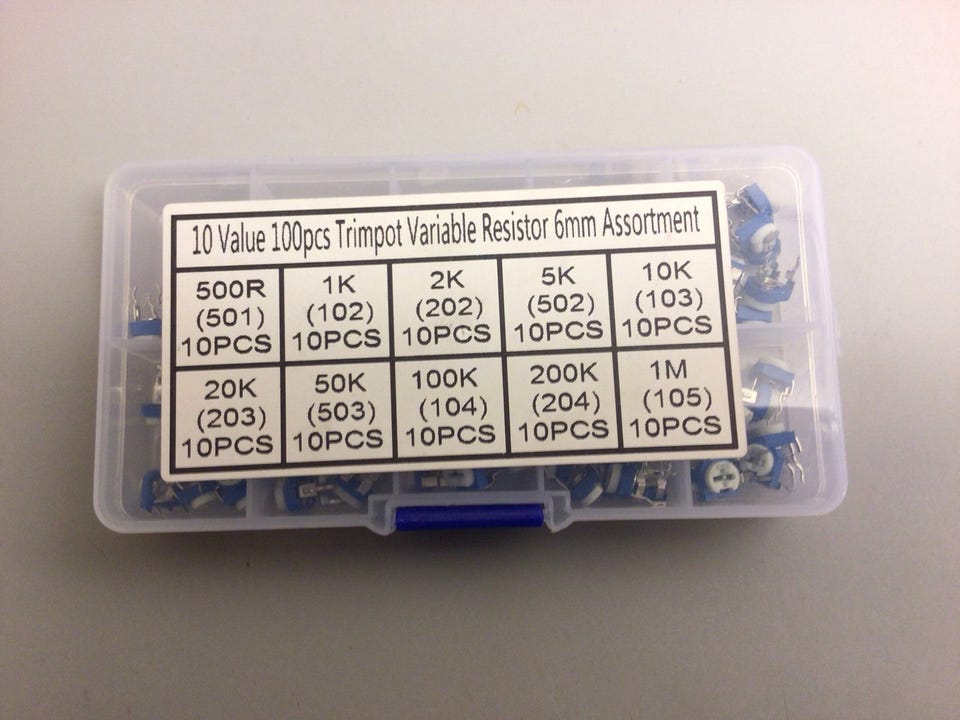 10 Value 100pcs Trimpot Variable Resistor 6mm Assortment
500R
(501)
10PCS
1K
(102)
10PCS
2K
(202)
10PCS
5K
(502)
10PCS
10K
(103)
10PCS
20K
(203)
10PCS
50K
(503)
10PCS
100K
(104)
10PCS
200K
(204)
10PCS
1M
(105)
10PCS